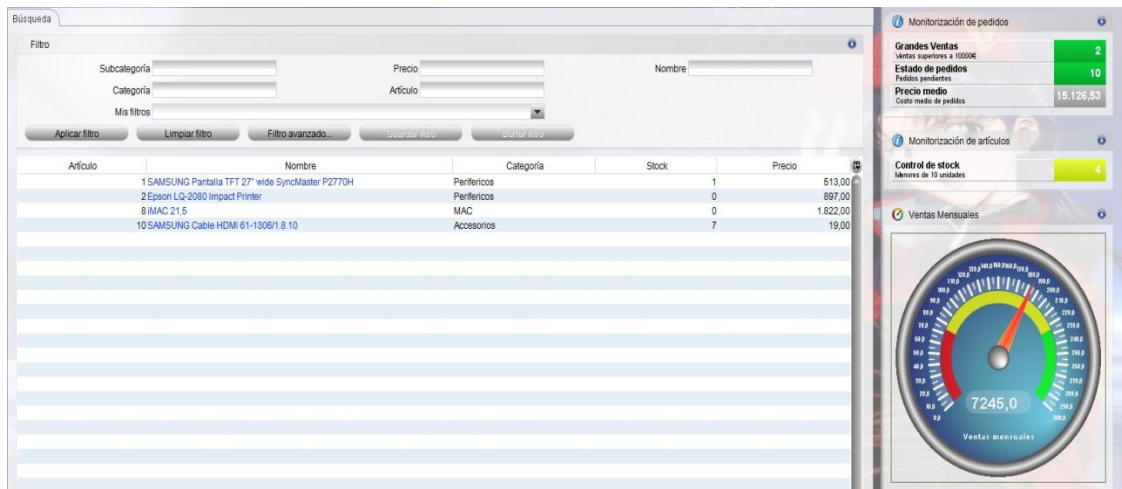 Búsqueda
Filtro
Subcategoría
Precio
Nombre
Categoría
Artículo
Mis filtros
Aplicar filtro
Limpiar filtro
Filtro avanzado...
Guardar filtro
Borrar filtro
Artículo Nombre Categoría Stock Precio
1 SAMSUNG Pantalla TFT 27" wide SyncMaster P2770H Perifericos 1 513,00
2 Epson LQ-2080 Impact Printer Perifericos 0 897,00
8 iMAC 21,5 MAC 0 1.822,00
10 SAMSUNG Cable HDMI 61-1306/1.8.10 Accesorios 7 19,00
Monitorización de pedidos
Grandes Ventas
Ventas superiores a 10000€
2
Estado de pedidos
Pedidos pendientes
10
Precio medio
Costo medio de pedidos
15.126,53
Monitorización de artículos
Control de stock
Menores de 10 unidades
4
Ventas Mensuales
7245,0
Ventas mensuales